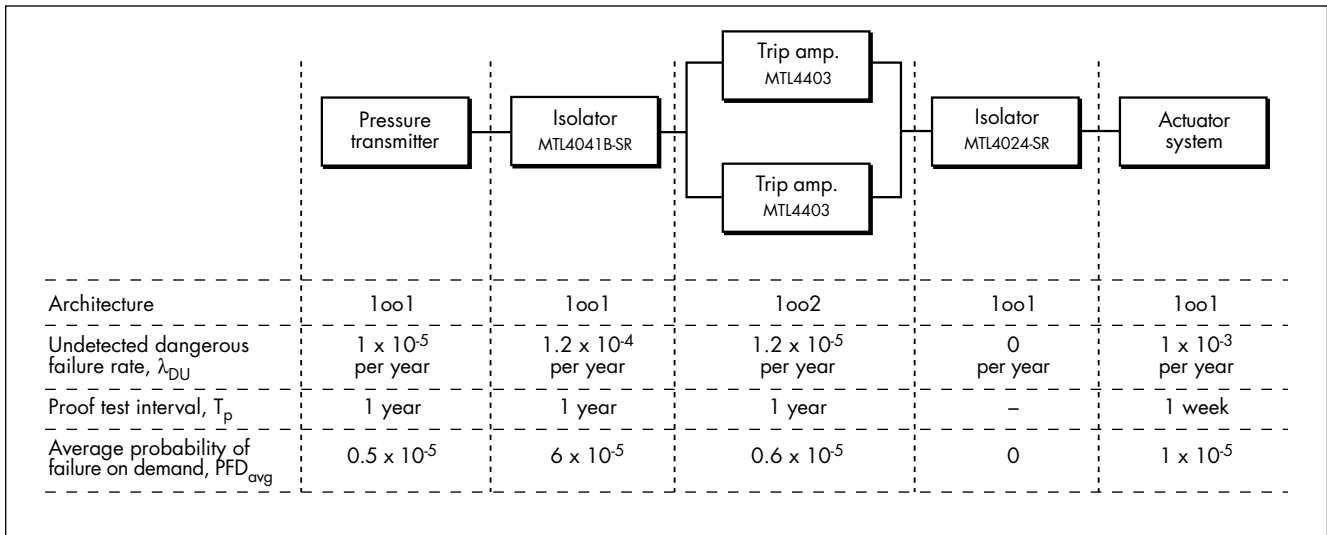 Trip amp.
MTL4403
Pressure
transmitter
Isolator
MTL4041B-SR
Isolator
MTL4024-SR
Actuator
system
Trip amp.
MTL4403
Architecture 1oo1 1oo1 1oo2 1oo1 1oo1
Undetected dangerous 1 x 10⁻⁵ 1.2 x 10⁻⁴ 1.2 x 10⁻⁵ 0 1 x 10⁻³
failure rate, λ_DU per year per year per year per year per year
Proof test interval, T_p 1 year 1 year 1 year – 1 week
Average probability of
failure on demand, PFD_avg 0.5 x 10⁻⁵ 6 x 10⁻⁵ 0.6 x 10⁻⁵ 0 1 x 10⁻⁵